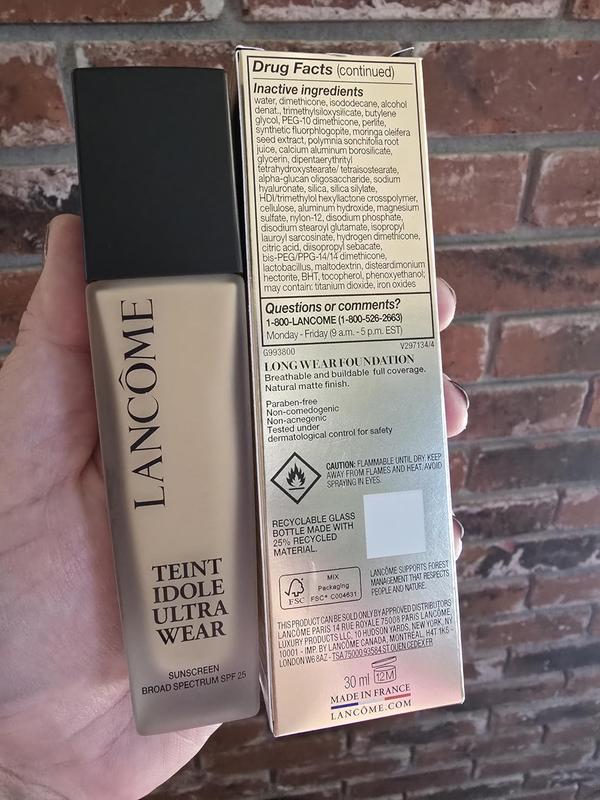 LANCÔME
TEINT
IDOLE
ULTRA
WEAR
SUNSCREEN
BROAD SPECTRUM SPF 25
Drug Facts (continued)
Inactive ingredients
water, dimethicone, isododecane, alcohol
denat., trimethylsiloxysilicate, butylene
glycol, PEG-10 dimethicone, perlite,
synthetic fluorphlogopite, moringa oleifera
seed extract, polymnia sonchifolia root
juice, calcium aluminum borosilicate,
glycerin, dipentaerythrityl
tetrahydroxystearate/ tetraisostearate,
alpha-glucan oligosaccharide, sodium
hyaluronate, silica, silica silylate,
HDI/trimethylol hexyllactone crosspolymer,
cellulose, aluminum hydroxide, magnesium
sulfate, nylon-12, disodium phosphate,
disodium stearoyl glutamate, isopropyl
lauroyl sarcosinate, hydrogen dimethicone,
citric acid, diisopropyl sebacate,
bis-PEG/PPG-14/14 dimethicone,
lactobacillus, maltodextrin, disteardimonium
hectorite, BHT, tocopherol, phenoxyethanol;
may contain: titanium dioxide, iron oxides
Questions or comments?
1-800-LANCOME (1-800-526-2663)
Monday - Friday (9 a.m. - 5 p.m. EST)
G993800 V297134/4
LONG WEAR FOUNDATION
Breathable and buildable full coverage.
Natural matte finish.
Paraben-free
Non-comedogenic
Non-acnegenic
Tested under
dermatological control for safety
CAUTION: FLAMMABLE UNTIL DRY. KEEP
AWAY FROM FLAMES AND HEAT. AVOID
SPRAYING IN EYES.
RECYCLABLE GLASS
BOTTLE MADE WITH
25% RECYCLED
MATERIAL.
FSC
MIX
Packaging
FSC® C004631
LANCÔME SUPPORTS FOREST
MANAGEMENT THAT RESPECTS
PEOPLE AND NATURE.
THIS PRODUCT CAN BE SOLD ONLY BY APPROVED DISTRIBUTORS
LANCÔME PARIS 14 RUE ROYALE 75008 PARIS LANCÔME,
LUXURY PRODUCTS LLC, 10 HUDSON YARDS, NEW YORK, NY
10001 - IMP. BY LANCÔME CANADA, MONTRÉAL, H4T 1K5 -
LONDON W6 8AZ - TSA 75000 93584 ST OUEN CEDEX FR
30 ml 12M
MADE IN FRANCE
LANCÔME.COM